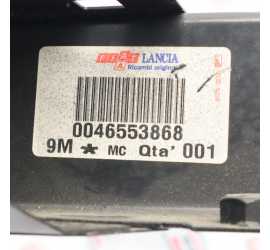 FIAT LANCIA
Ricambi originali
0046553868
9M * MC Qta' 001